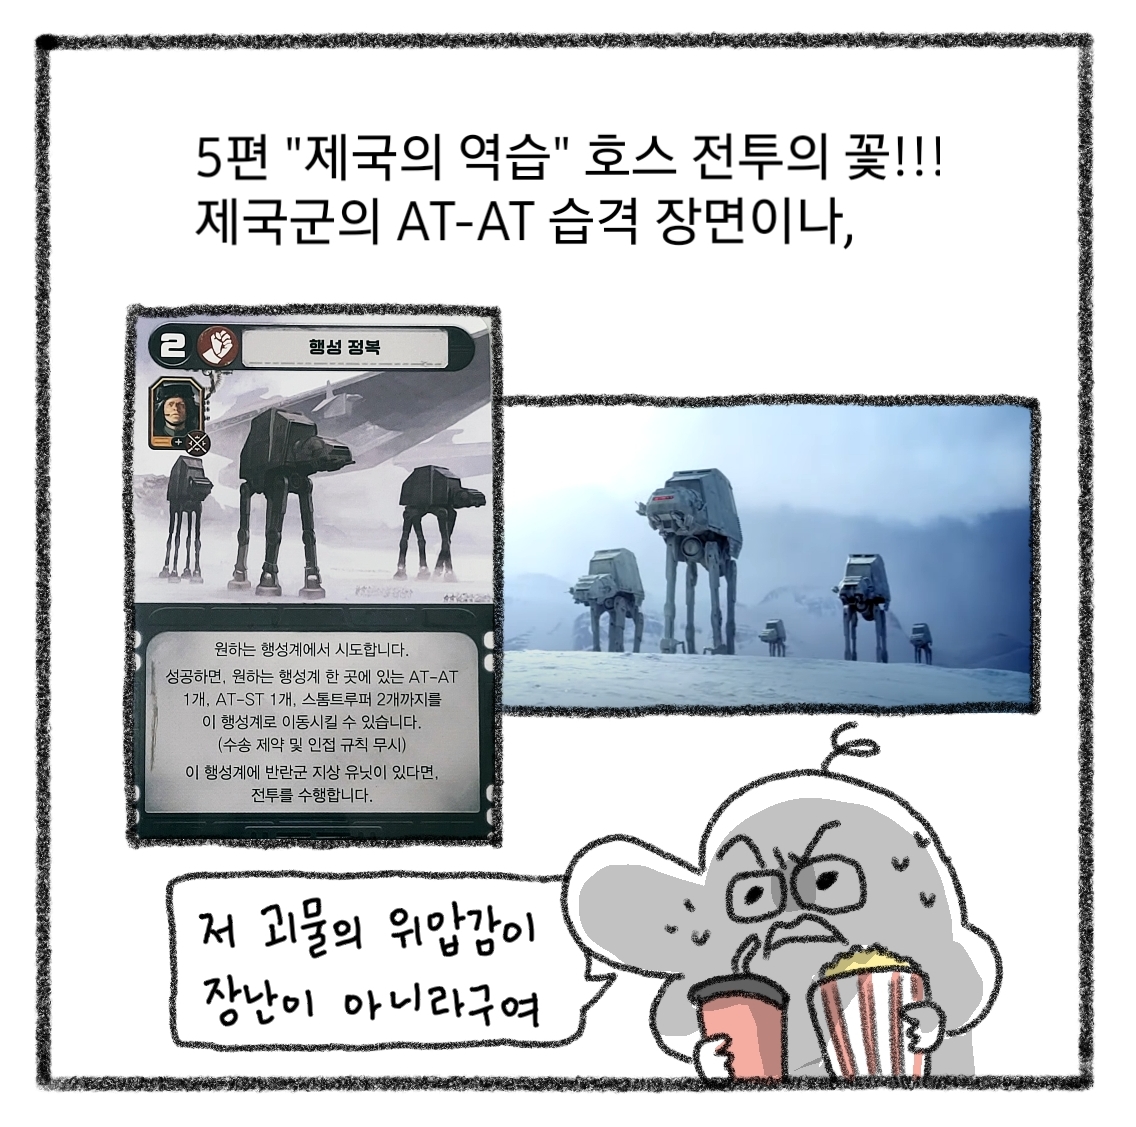 5편 "제국의 역습" 호스 전투의 꽃!!!
제국군의 AT-AT 습격 장면이나,
2
행성 정복
원하는 행성계에서 시도합니다.
성공하면, 원하는 행성계 한 곳에 있는 AT-AT
1개, AT-ST 1개, 스톰트루퍼 2개까지를
이 행성계로 이동시킬 수 있습니다.
(수송 제약 및 인접 규칙 무시)
이 행성계에 반란군 지상 유닛이 있다면,
전투를 수행합니다.
저 괴물의 위압감이
장난이 아니라구여